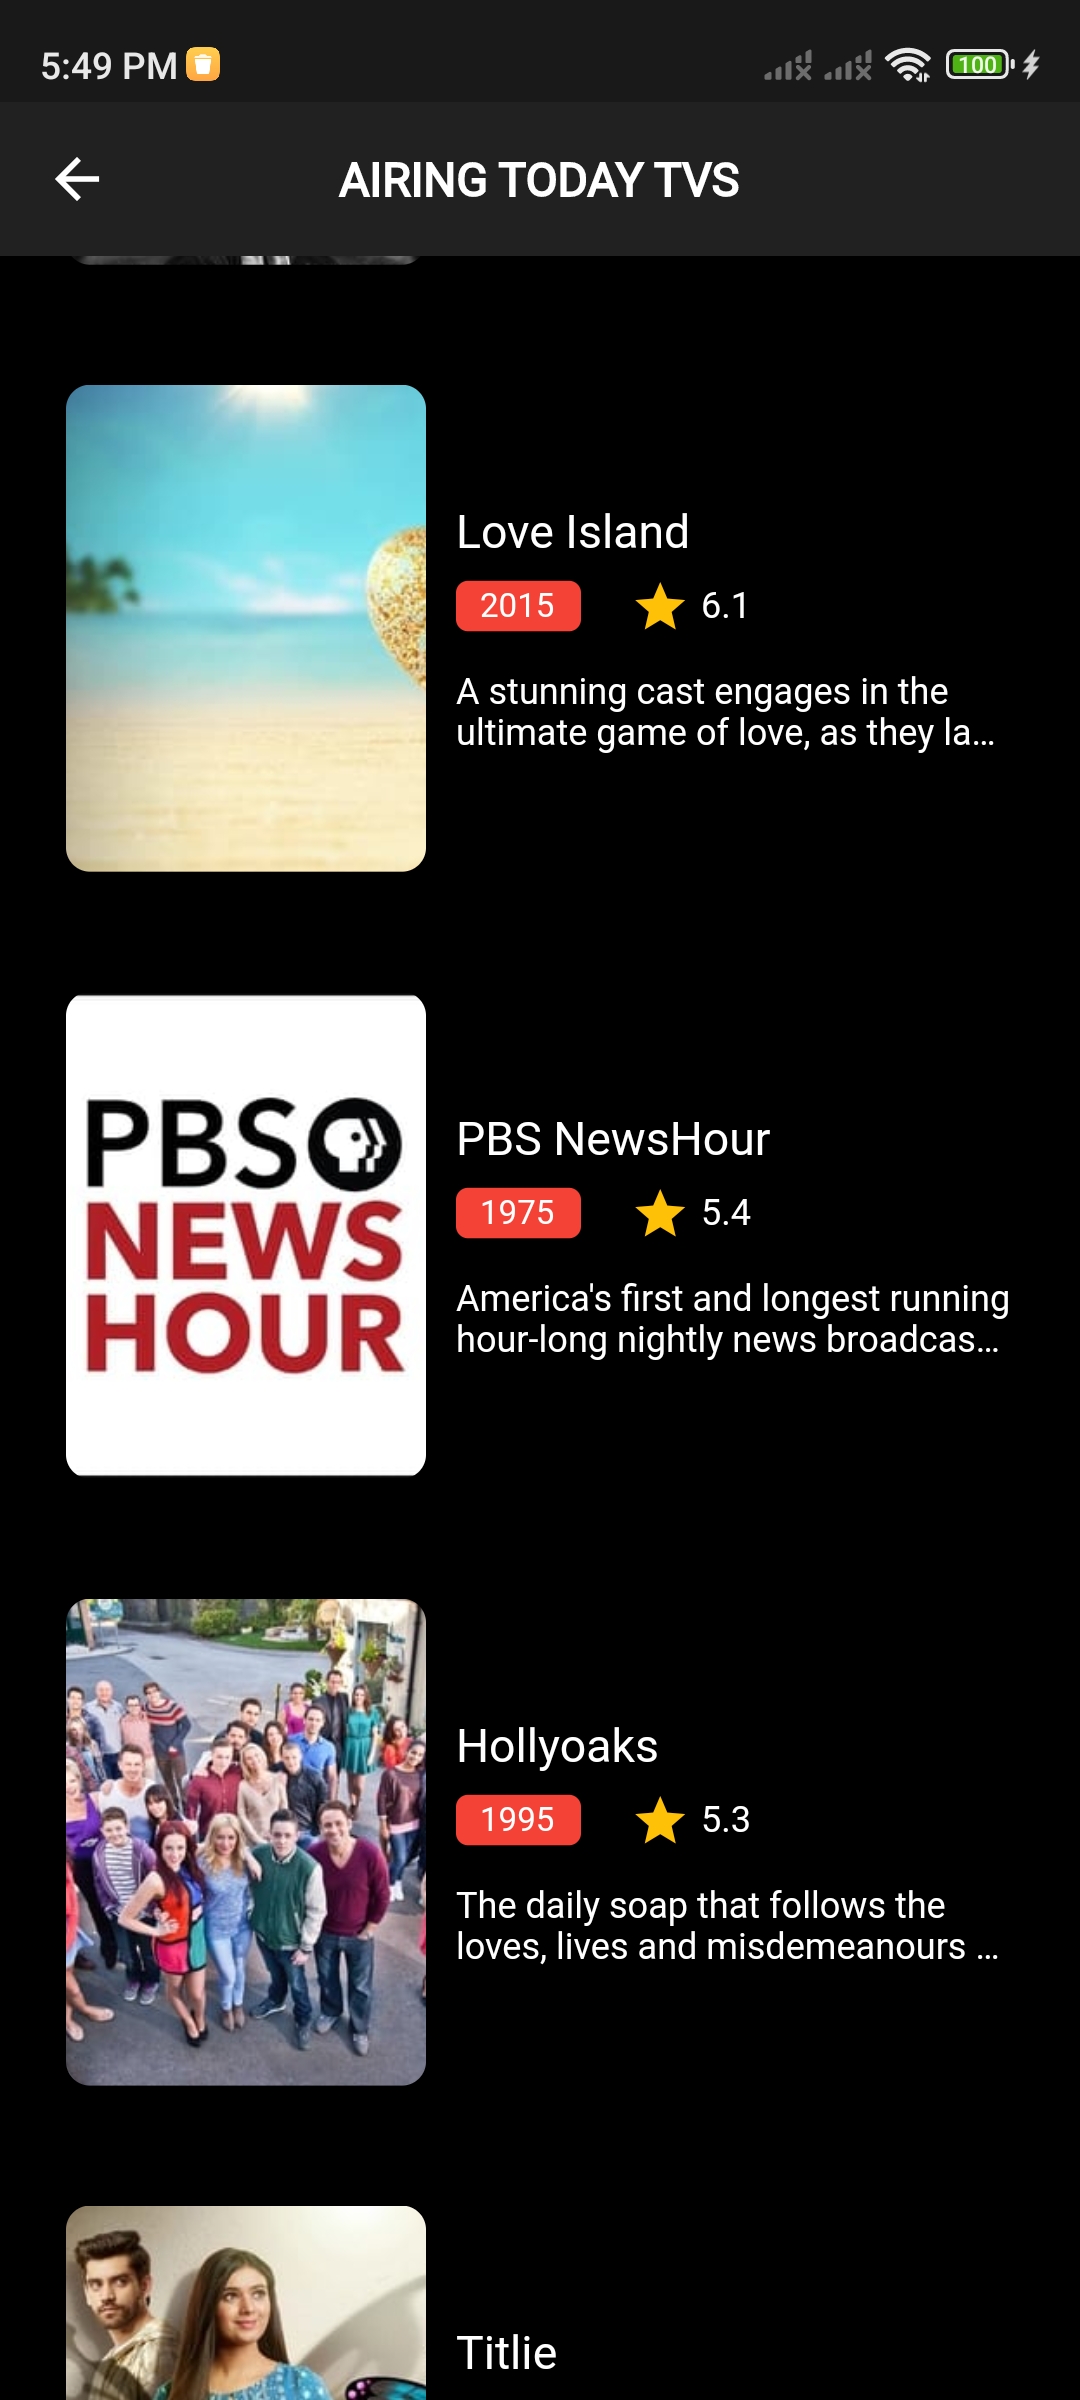 5:49 PM
100
AIRING TODAY TVS
Love Island
2015
6.1
A stunning cast engages in the
ultimate game of love, as they la...
PBS
NEWS
HOUR
PBS NewsHour
1975
5.4
America's first and longest running
hour-long nightly news broadcas...
Hollyoaks
1995
5.3
The daily soap that follows the
loves, lives and misdemeanours ...
Titlie